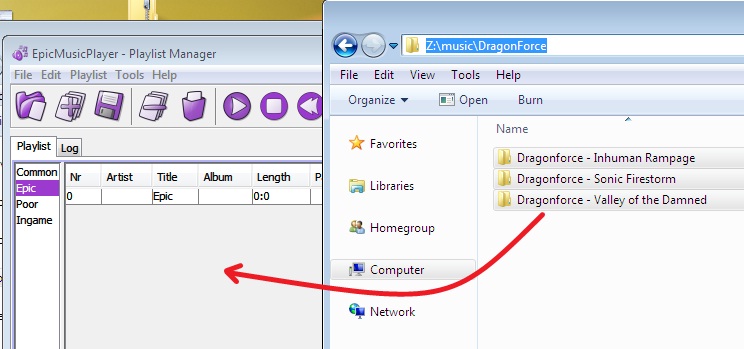 EpicMusicPlayer - Playlist Manager
File Edit Playlist Tools Help
Playlist Log
Common
Epic
Poor
Ingame
Nr Artist Title Album Length
0 Epic 0:0
Z:\music\DragonForce
File Edit View Tools Help
Organize Open Burn
Favorites
Libraries
Homegroup
Computer
Network
Name
Dragonforce - Inhuman Rampage
Dragonforce - Sonic Firestorm
Dragonforce - Valley of the Damned